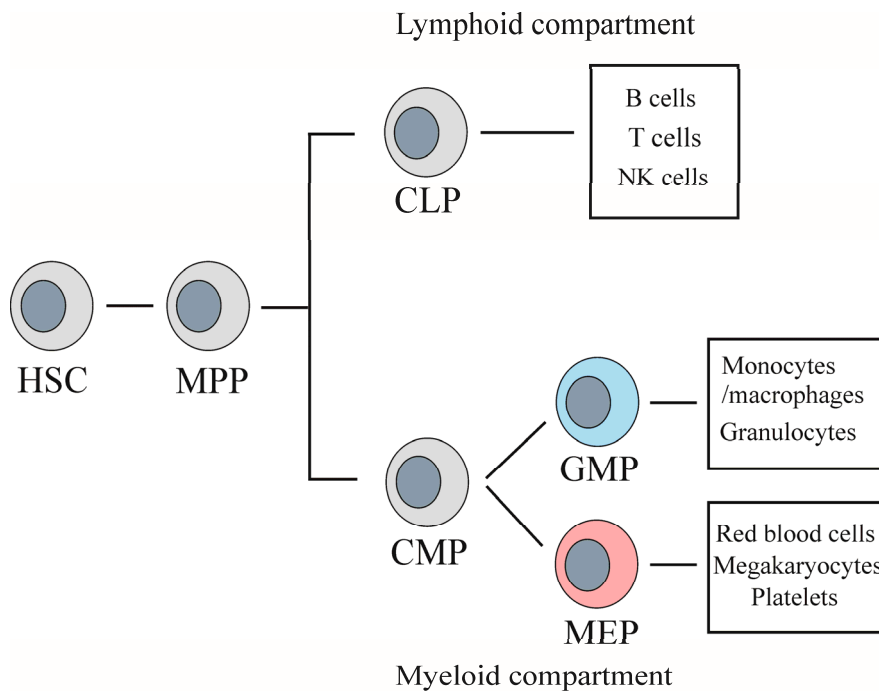 Lymphoid compartment
B cells
T cells
NK cells
CLP
HSC
MPP
Monocytes
/macrophages
Granulocytes
GMP
CMP
Red blood cells
Megakaryocytes
Platelets
MEP
Myeloid compartment